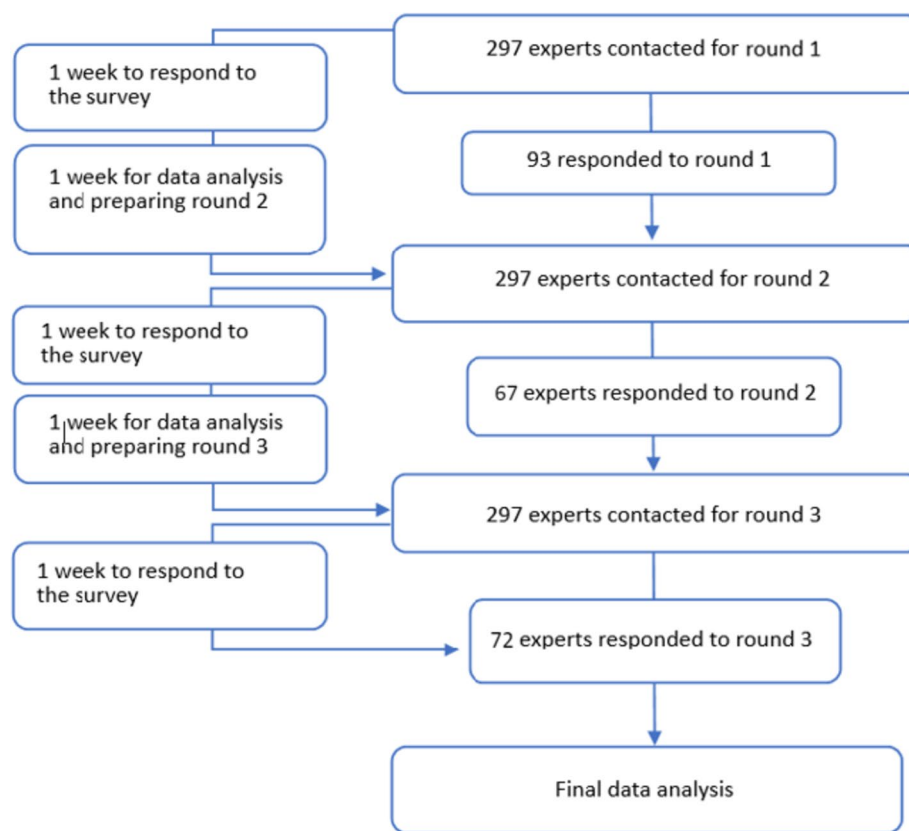 297 experts contacted for round 1
1 week to respond to
the survey
93 responded to round 1
1 week for data analysis
and preparing round 2
297 experts contacted for round 2
1 week to respond to
the survey
67 experts responded to round 2
1 week for data analysis
and preparing round 3
297 experts contacted for round 3
1 week to respond to
the survey
72 experts responded to round 3
Final data analysis